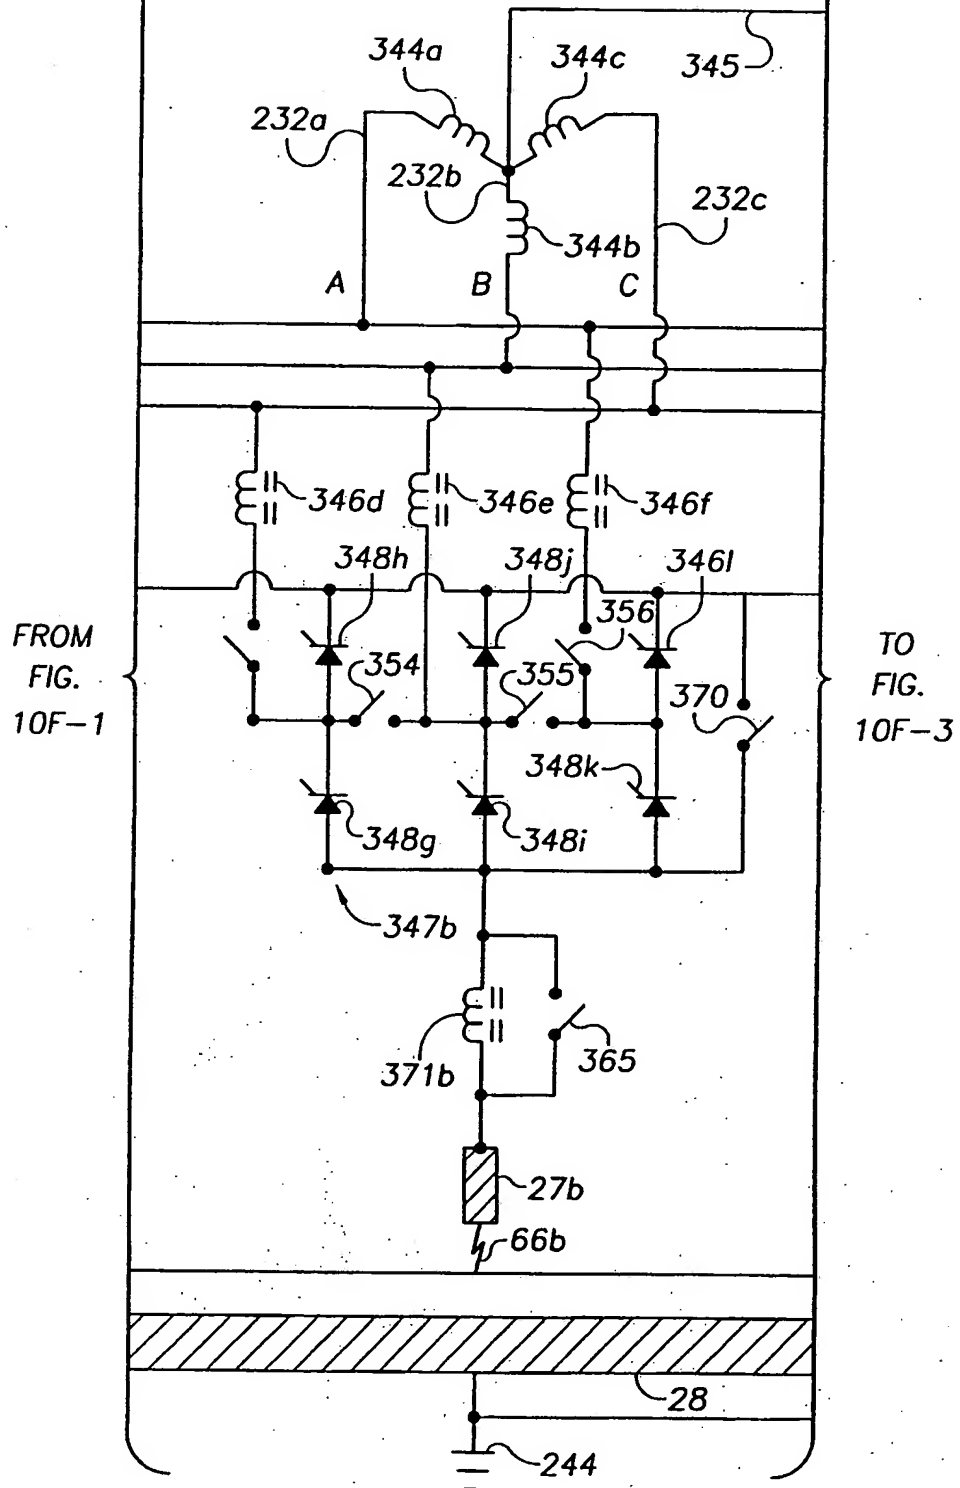 344a
344c
345
232a
232b
232c
344b
A
B
C
346d
346e
346f
348h
348j
346l
356
FROM
FIG.
10F-1
TO
FIG.
10F-3
354
355
370
348k
348g
348i
347b
371b
365
27b
66b
28
244